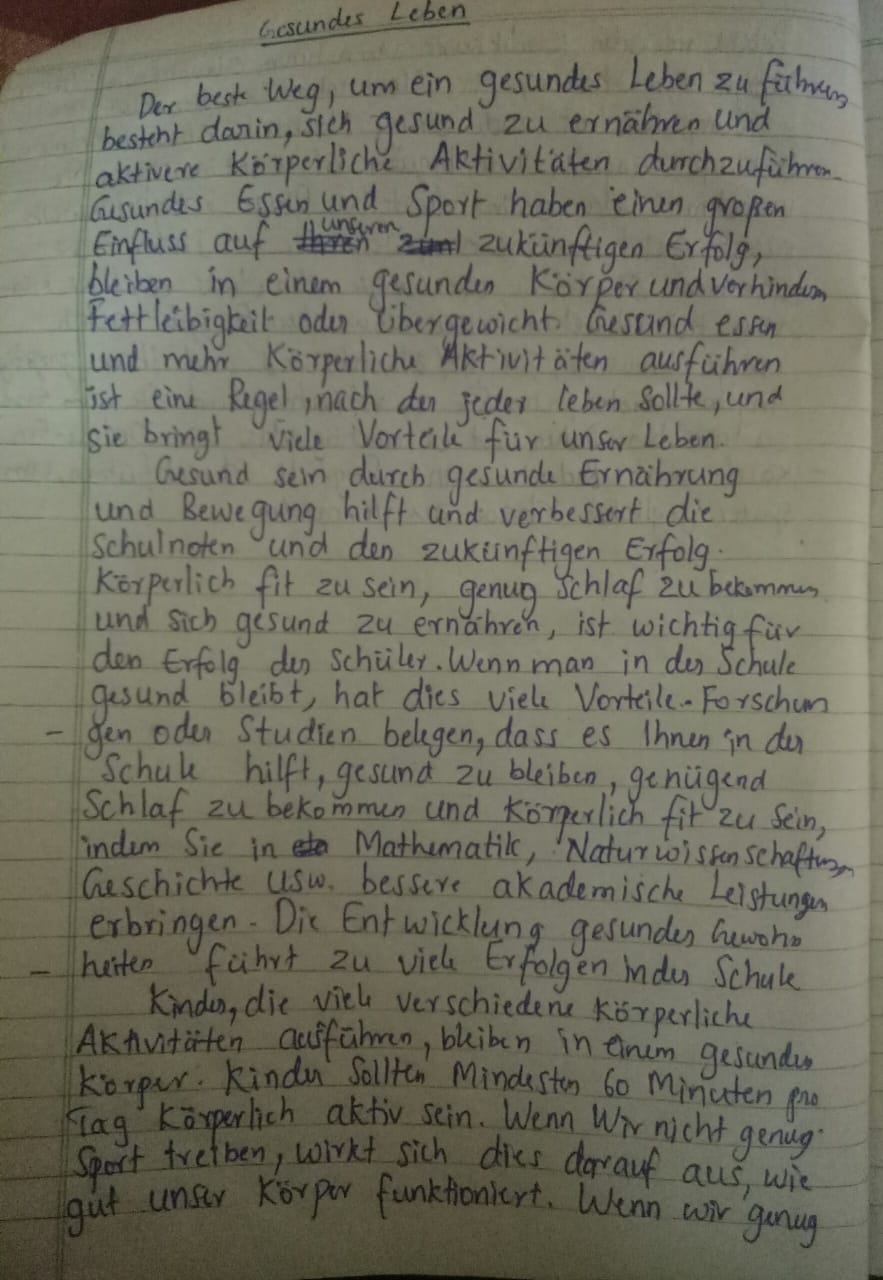 Gesundes Leben
Der beste Weg, um ein gesundes Leben zu führen,
besteht darin, sich gesund zu ernähren und
aktivere Körperliche Aktivitäten durchzuführen.
Gesundes Essen und Sport haben einen großen
Einfluss auf unseren zukünftigen Erfolg,
bleiben in einem gesunden Körper und verhindern
Fettleibigkeit oder Übergewicht. Gesund essen
und mehr Körperliche Aktivitäten ausführen
ist eine Regel, nach der jeder leben sollte, und
sie bringt viele Vorteile für unser Leben.
Gesund sein durch gesunde Ernährung
und Bewegung hilft und verbessert die
Schulnoten und den zukünftigen Erfolg.
Körperlich fit zu sein, genug Schlaf zu bekommen
und sich gesund zu ernähren, ist wichtig für
den Erfolg der Schüler. Wenn man in der Schule
gesund bleibt, hat dies viele Vorteile. Forschun
- gen oder Studien belegen, dass es Ihnen in der
Schule hilft, gesund zu bleiben, genügend
Schlaf zu bekommen und Körperlich fit zu sein,
indem Sie in Mathematik, Naturwissenschaften,
Geschichte usw. bessere akademische Leistungen
erbringen. Die Entwicklung gesunder Gewohn
- heiten führt zu viele Erfolgen in der Schule
Kinder, die viele verschiedene Körperliche
Aktivitäten ausführen, bleiben in einem gesunden
Körper. Kinder sollten Mindesten 60 Minuten pro
Tag Körperlich aktiv sein. Wenn Wir nicht genug
Sport treiben, wirkt sich dies darauf aus, wie
gut unser Körper funktioniert. Wenn wir genug